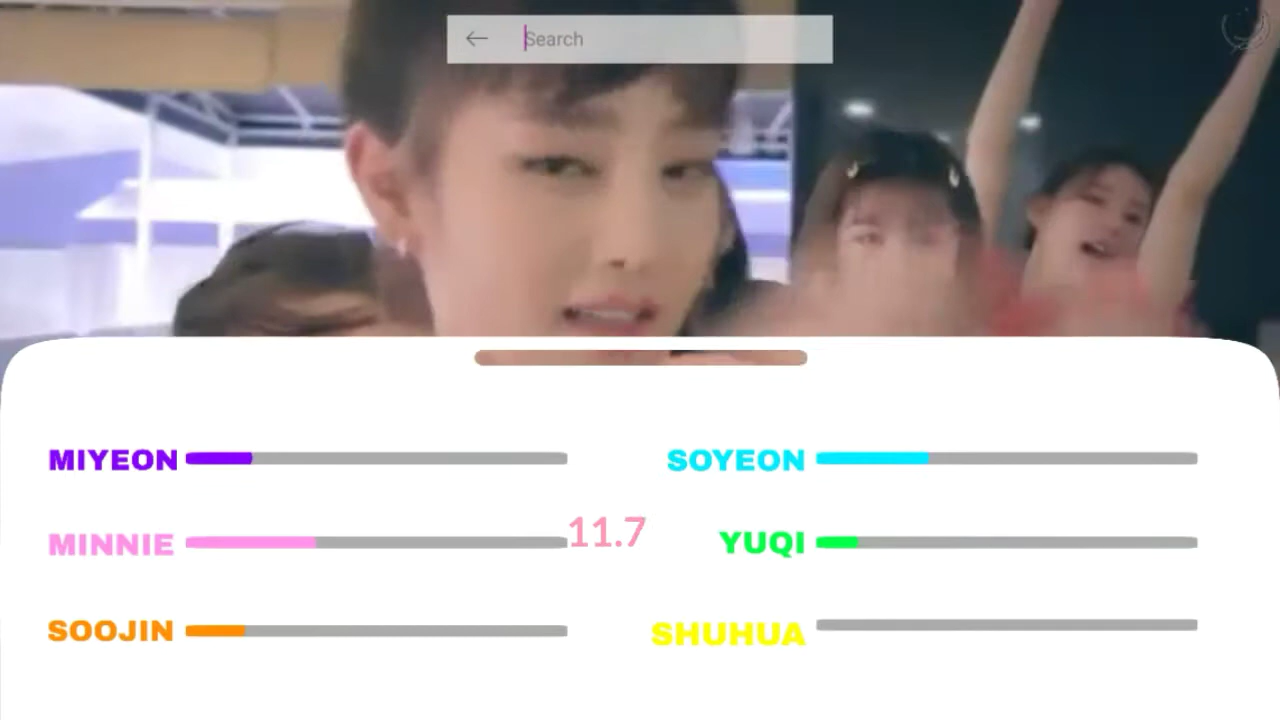 Search
MIYEON
SOYEON
MINNIE
11.7
YUQI
SOOJIN
SHUHUA